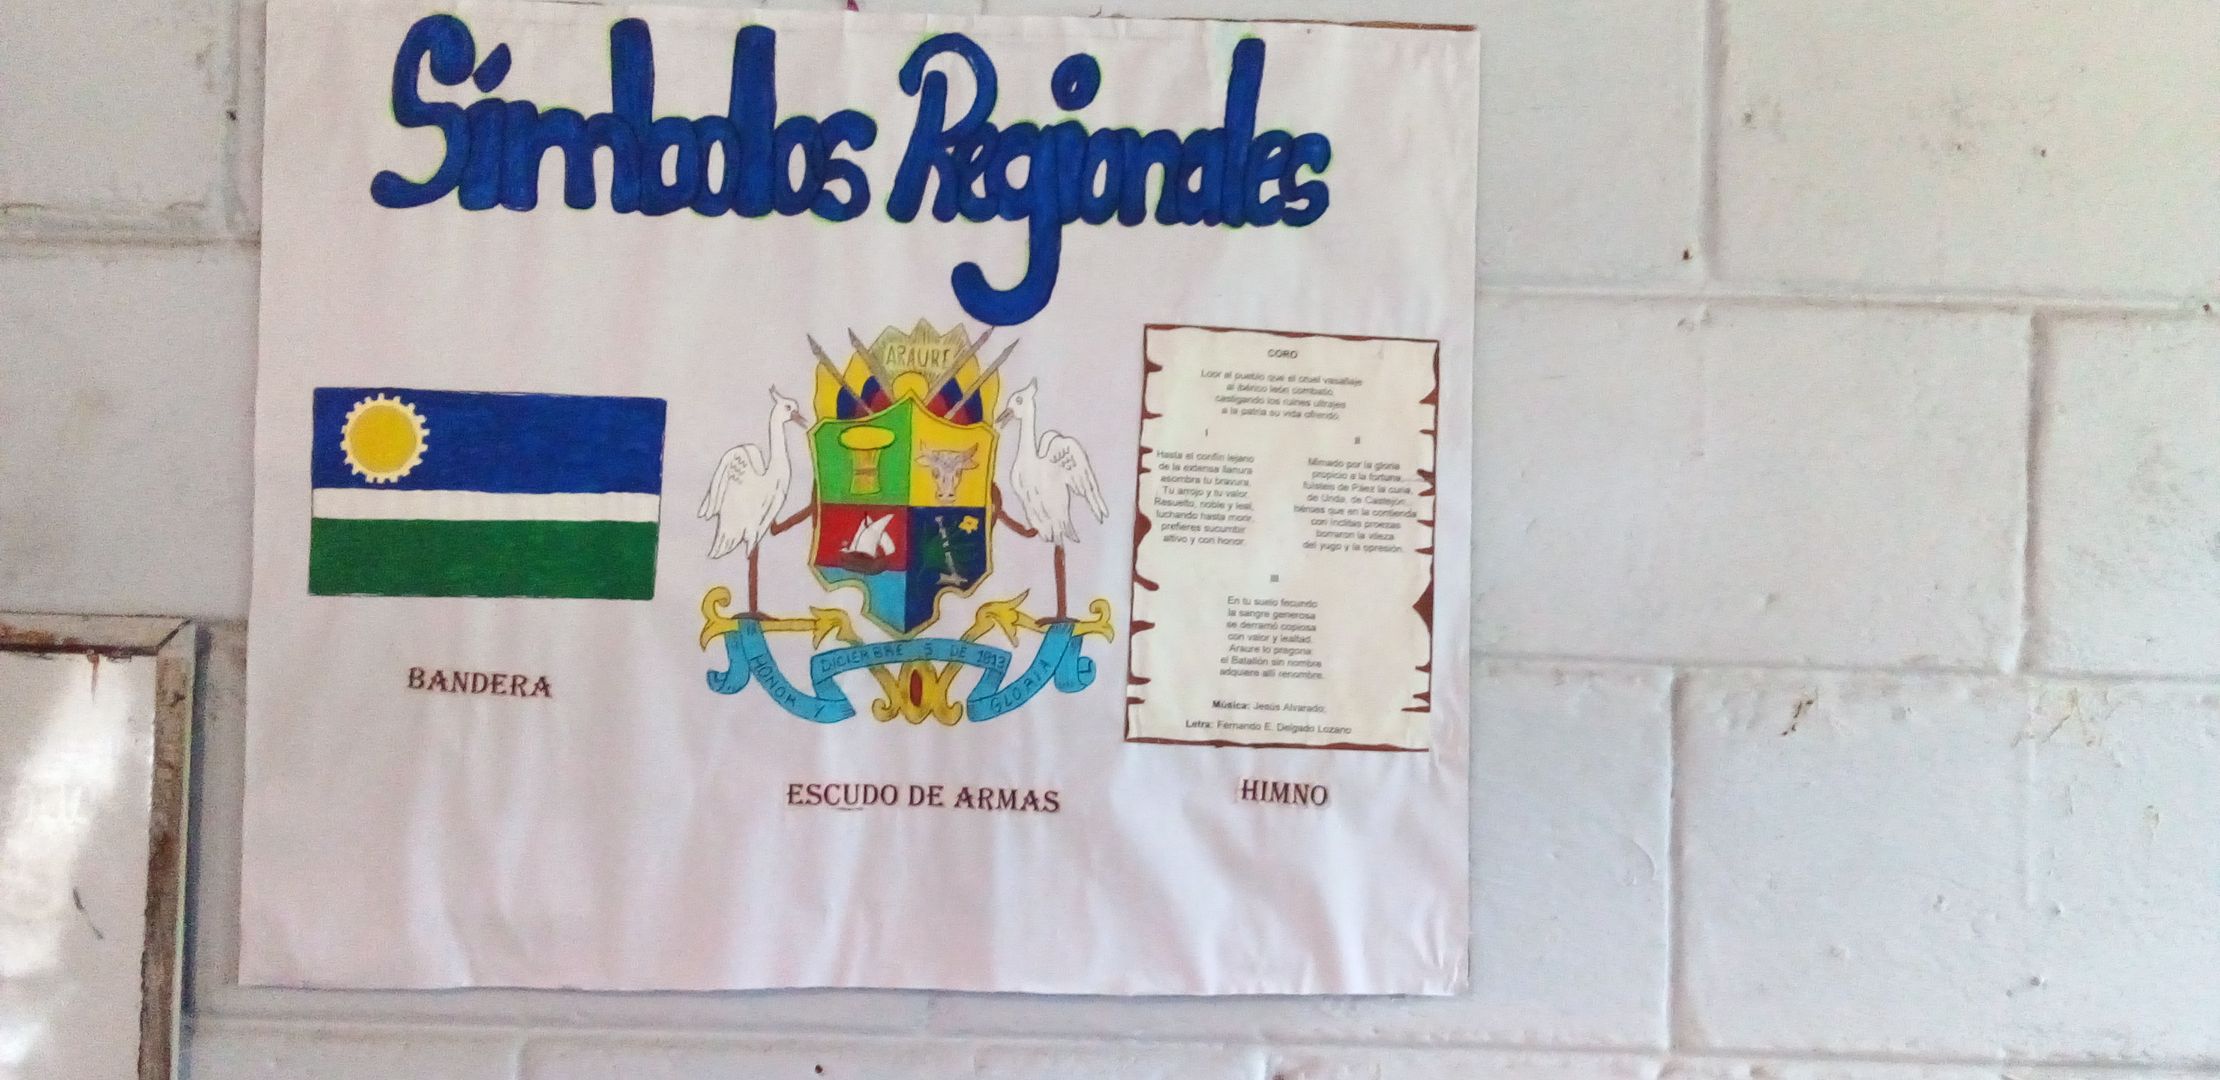 Símbolos Regionales
ARAURE
DICIERBRE 5 DE 1813
HONOR Y
GLORIA
BANDERA
ESCUDO DE ARMAS
CORO
Loor al pueblo que el cruel vasallaje
al ibérico león combatió,
castigando los ruines ultrajes
a la patria su vida ofrendó.
I
Hasta el confín lejano
de la extensa llanura
asombra tu bravura,
Tu arrojo y tu valor.
Resuelto, noble y leal,
luchando hasta morir,
prefieres sucumbir
altivo y con honor.
II
Mimado por la gloria
propicio a la fortuna,
fuisteis de Páez la cuna,
de Unda, de Castejón,
héroes que en la contienda
con ínclitas proezas
borraron la vileza
del yugo y la opresión.
III
En tu suelo fecundo
la sangre generosa
se derramó copiosa
con valor y lealtad.
Araure lo pregona:
el Batallón sin nombre
adquiere allí renombre.
Música: Jesús Alvarado;
Letra: Fernando E. Delgado Lozano
HIMNO